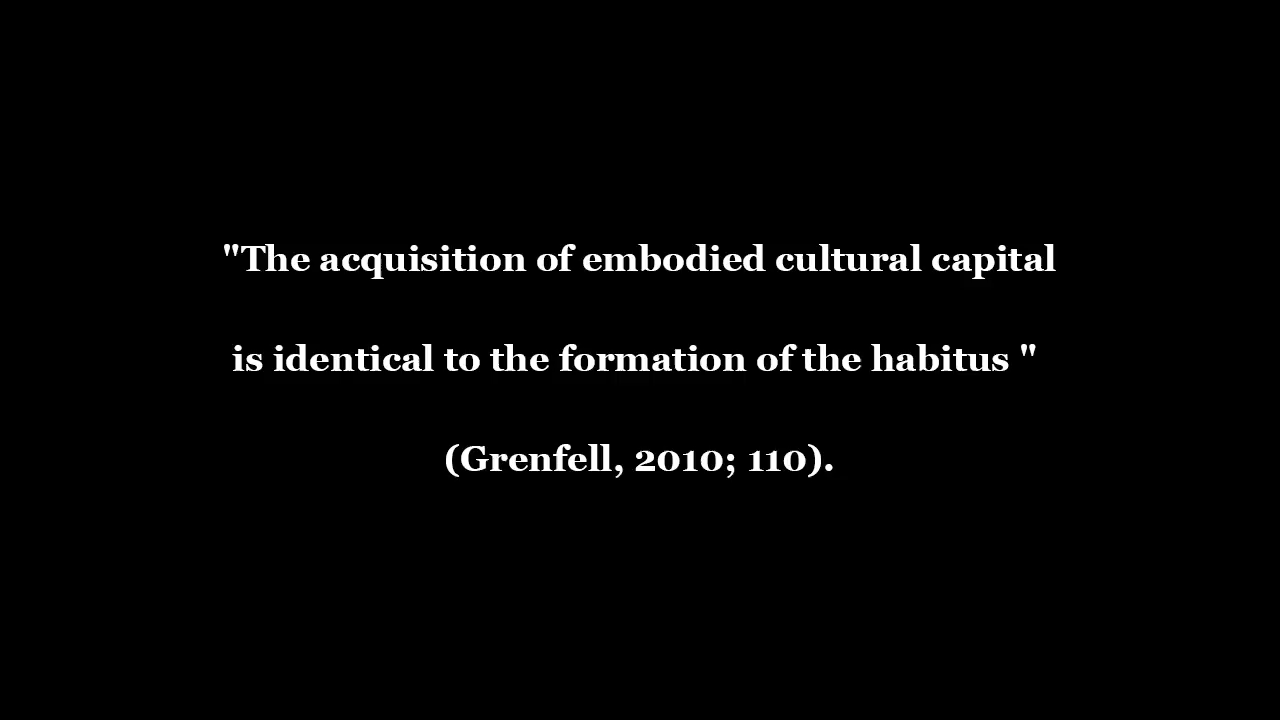 "The acquisition of embodied cultural capital
is identical to the formation of the habitus "
(Grenfell, 2010; 110).